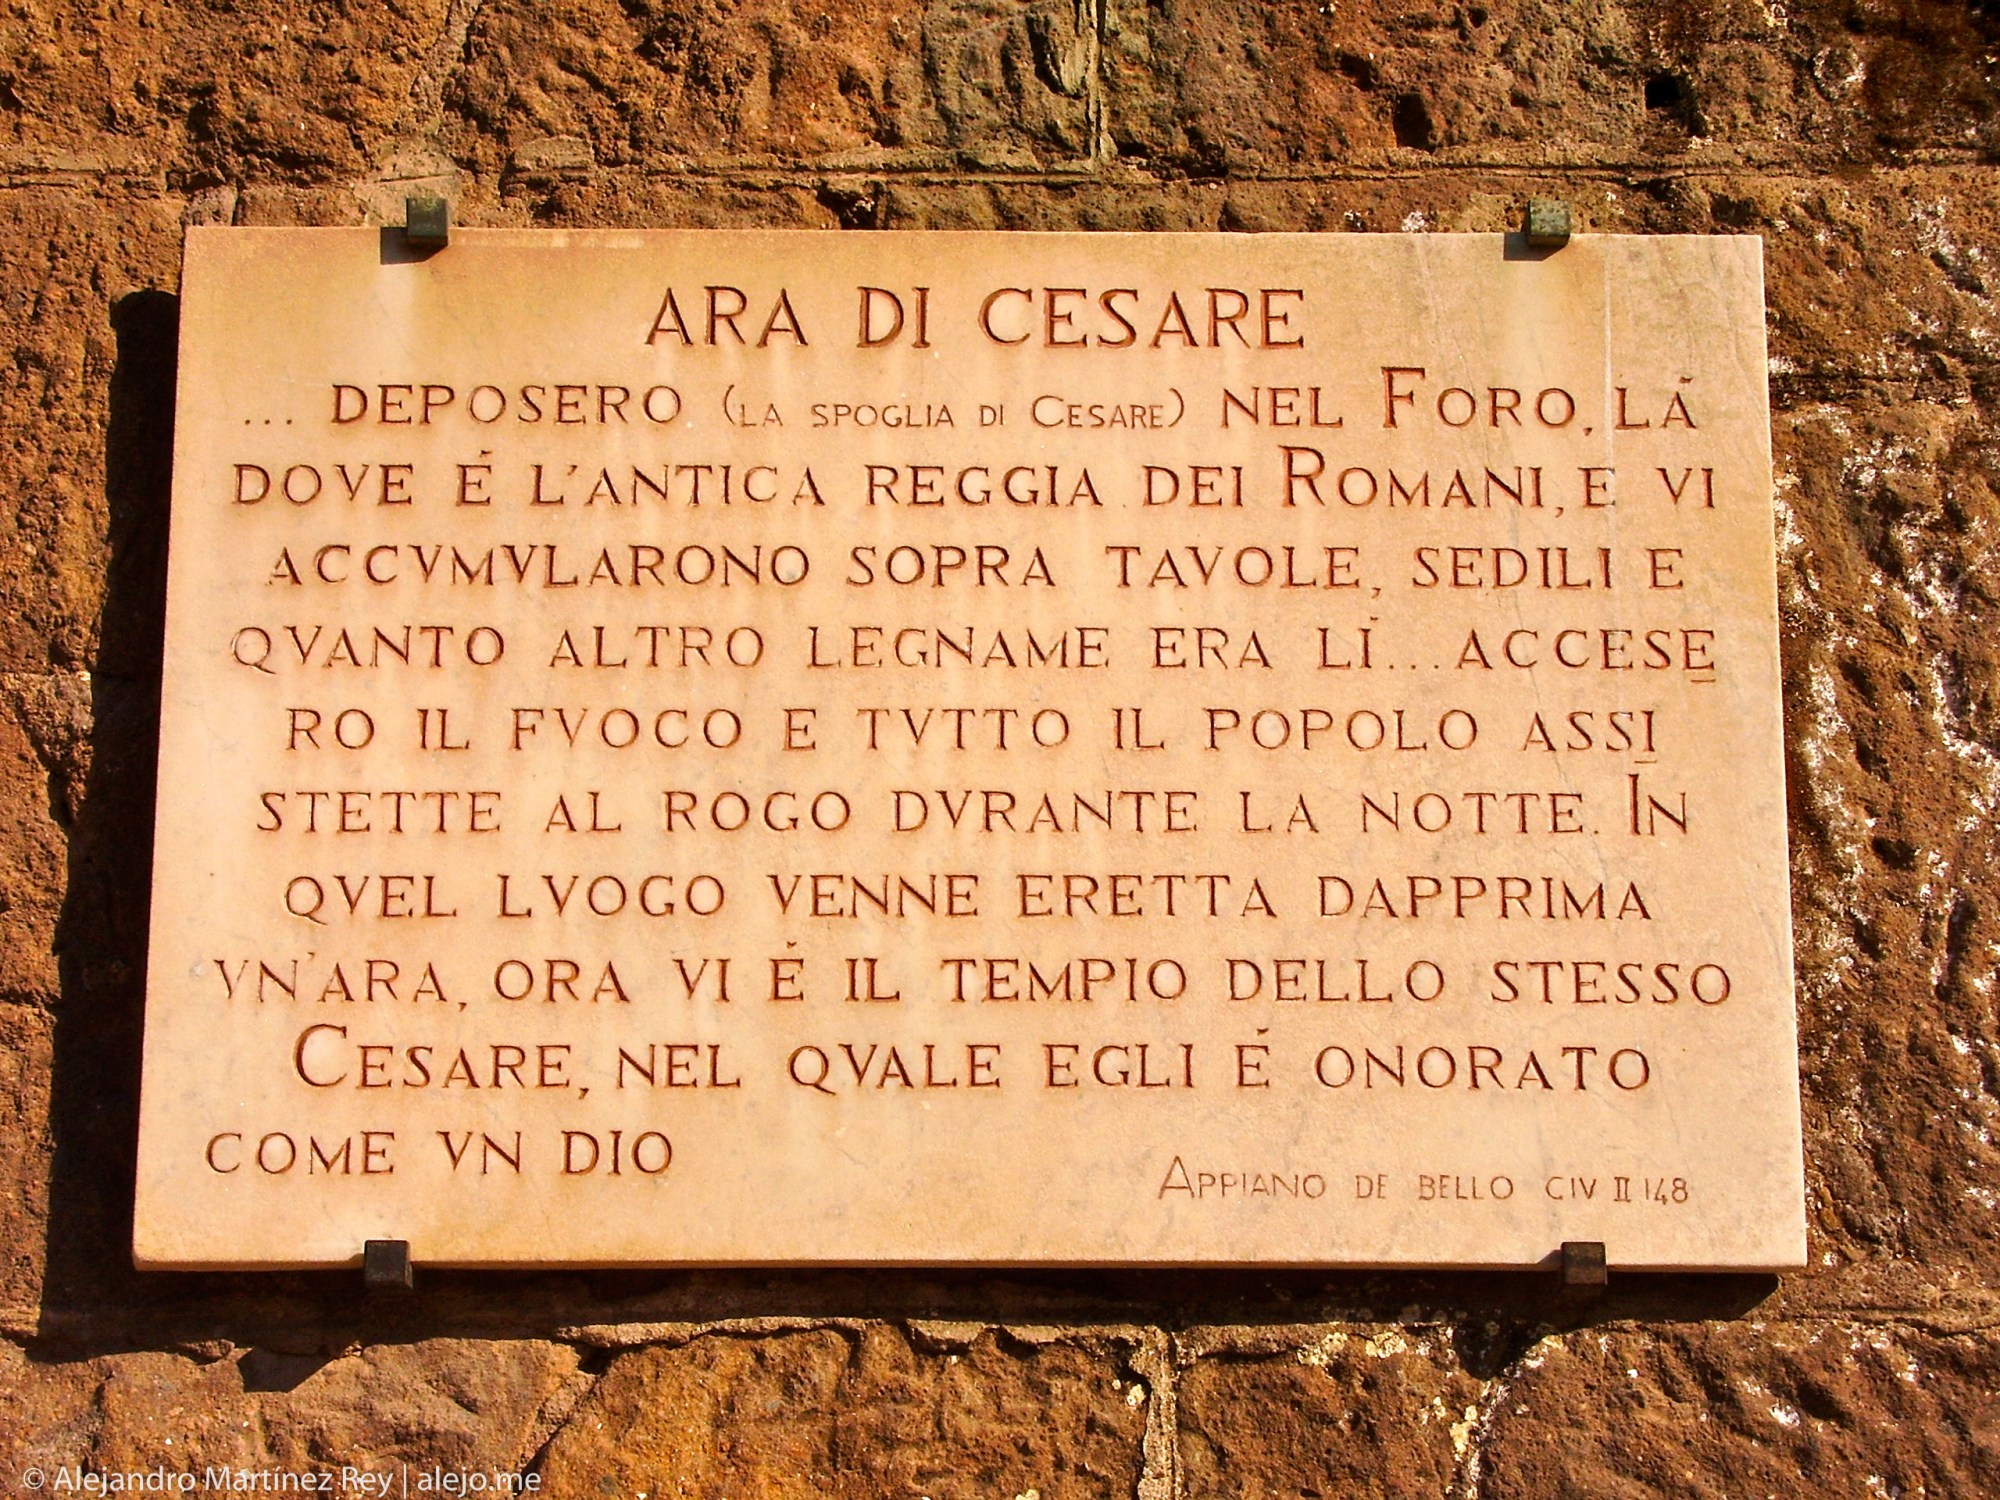 ARA DI CESARE
... DEPOSERO (LA SPOGLIA DI CESARE) NEL FORO, LÁ
DOVE É L'ANTICA REGGIA DEI ROMANI, E VI
ACCVMVLARONO SOPRA TAVOLE, SEDILI E
QVANTO ALTRO LEGNAME ERA LÍ... ACCESE
RO IL FVOCO E TVTTO IL POPOLO ASSI
STETTE AL ROGO DVRANTE LA NOTTE. IN
QVEL LVOGO VENNE ERETTA DAPPRIMA
VN'ARA, ORA VI É IL TEMPIO DELLO STESSO
CESARE, NEL QVALE EGLI É ONORATO
COME VN DIO
APPIANO DE BELLO CIV II 148
© Alejandro Martínez Rey | alejo.me